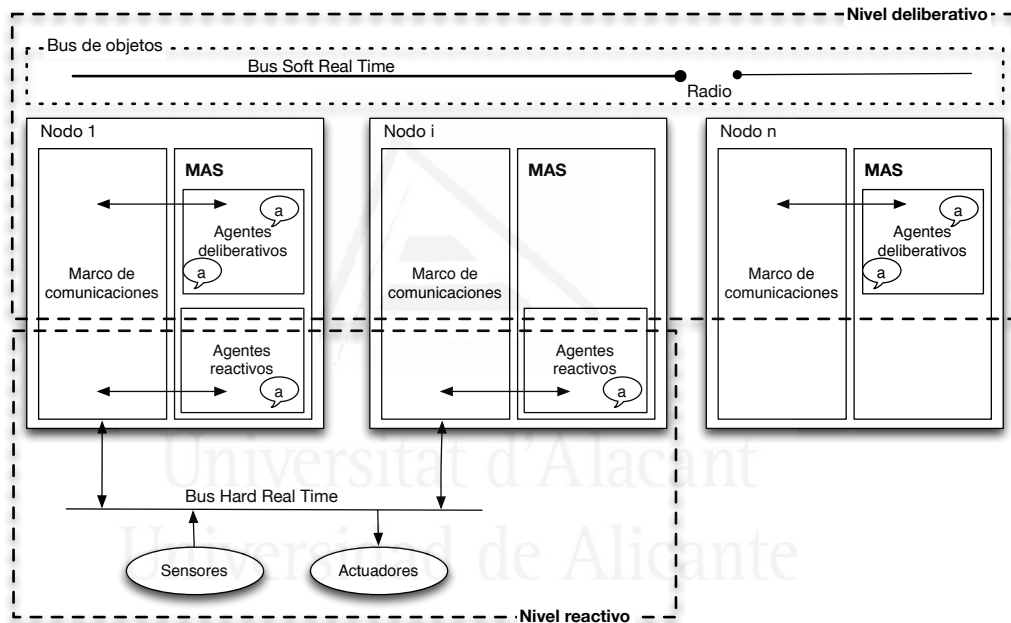 Nivel deliberativo
Bus de objetos
Bus Soft Real Time
Radio
Nodo 1
MAS
a
Agentes
deliberativos
a
Marco de
comunicaciones
Agentes
reactivos
a
Nodo i
MAS
Marco de
comunicaciones
Agentes
reactivos
a
Nodo n
MAS
a
Agentes
deliberativos
a
Marco de
comunicaciones
Universitat d'Alacant
Bus Hard Real Time
Universidad de Alicante
Sensores
Actuadores
Nivel reactivo